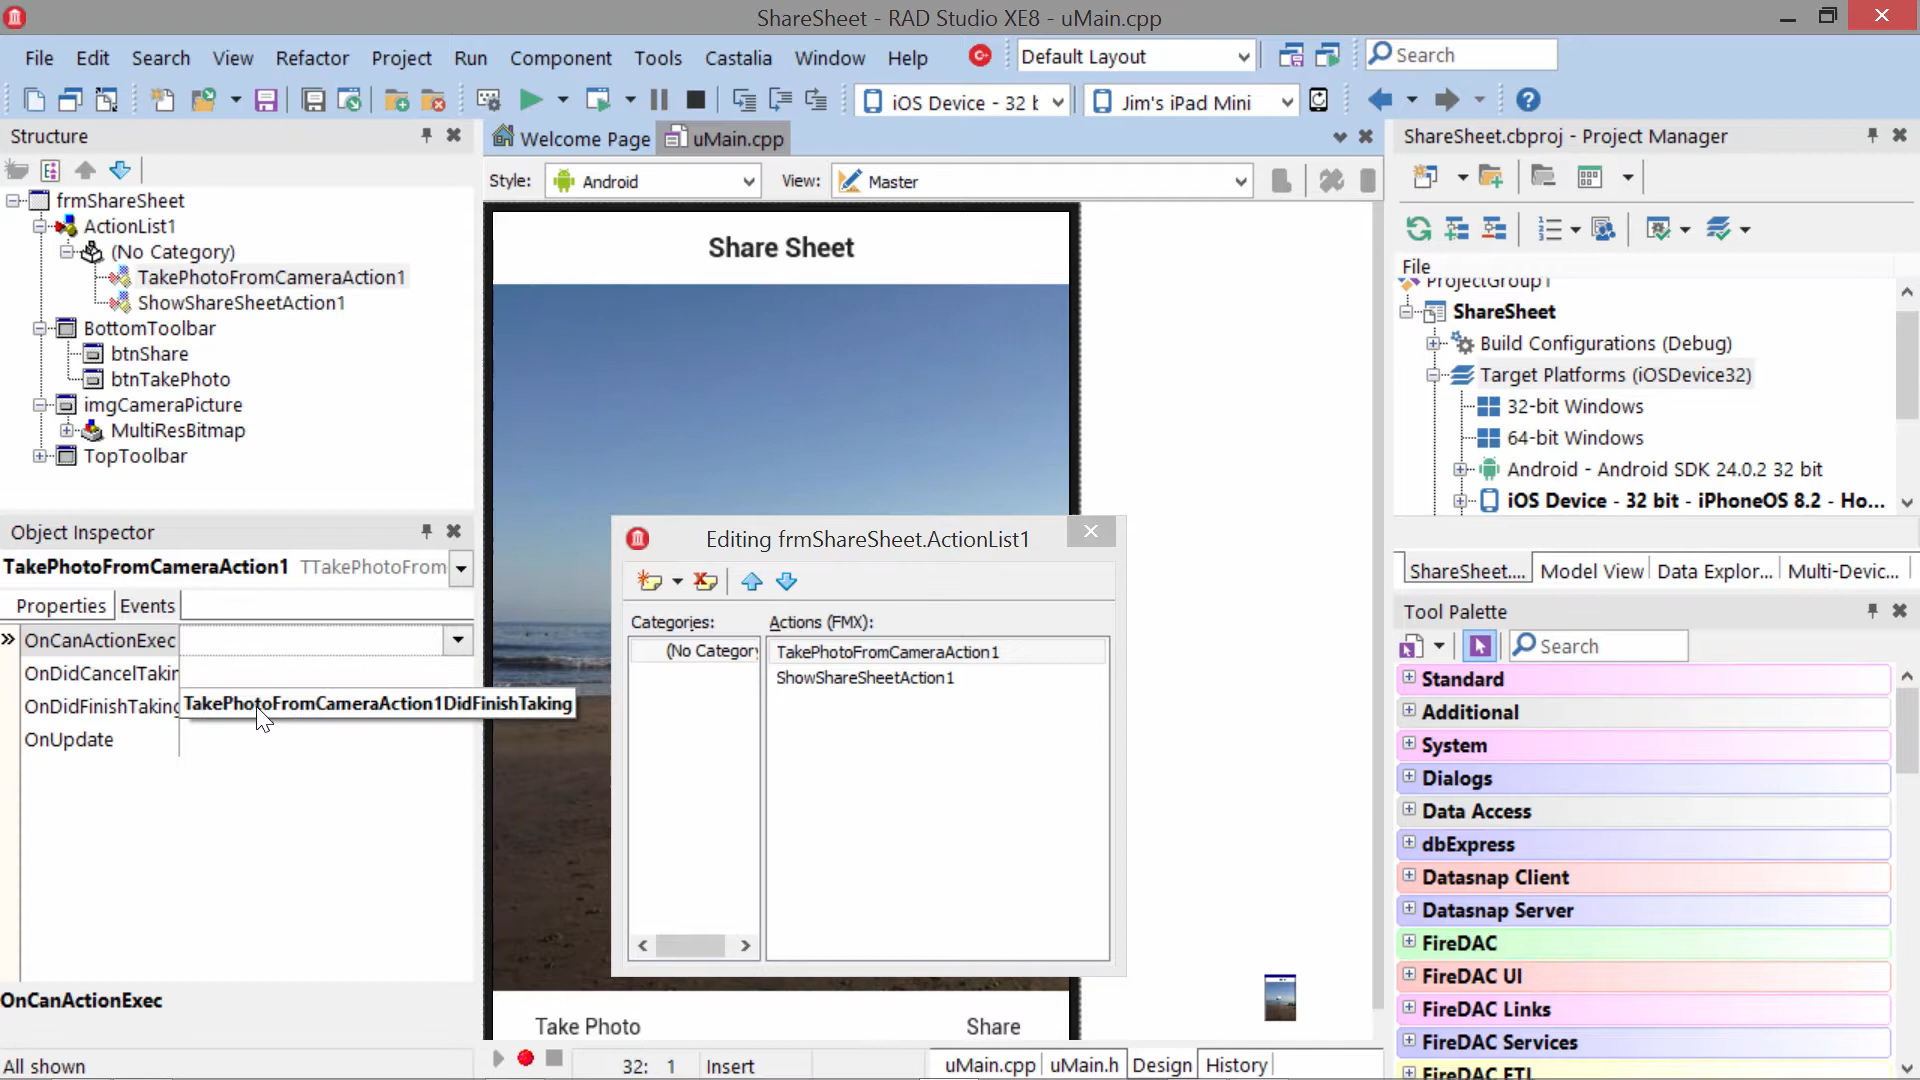 ShareSheet - RAD Studio XE8 - uMain.cpp
File Edit Search View Refactor Project Run Component Tools Castalia Window Help Default Layout Search
iOS Device - 32 b Jim's iPad Mini
Structure
frmShareSheet
ActionList1
(No Category)
TakePhotoFromCameraAction1
ShowShareSheetAction1
BottomToolbar
btnShare
btnTakePhoto
imgCameraPicture
MultiResBitmap
TopToolbar
Object Inspector
TakePhotoFromCameraAction1 TTakePhotoFrom
Properties Events
OnCanActionExec
OnDidCancelTakin
OnDidFinishTaking TakePhotoFromCameraAction1DidFinishTaking
OnUpdate
OnCanActionExec
All shown
Welcome Page uMain.cpp
Style: Android View: Master
Share Sheet
Editing frmShareSheet.ActionList1
Categories: Actions (FMX):
(No Category TakePhotoFromCameraAction1
ShowShareSheetAction1
Take Photo Share
32: 1 Insert uMain.cpp uMain.h Design History
ShareSheet.cbproj - Project Manager
File
ProjectGroup1
ShareSheet
Build Configurations (Debug)
Target Platforms (iOSDevice32)
32-bit Windows
64-bit Windows
Android - Android SDK 24.0.2 32 bit
iOS Device - 32 bit - iPhoneOS 8.2 - Ho...
ShareSheet.... Model View Data Explor... Multi-Devic...
Tool Palette
Search
Standard
Additional
System
Dialogs
Data Access
dbExpress
Datasnap Client
Datasnap Server
FireDAC
FireDAC UI
FireDAC Links
FireDAC Services
FireDAC ETL